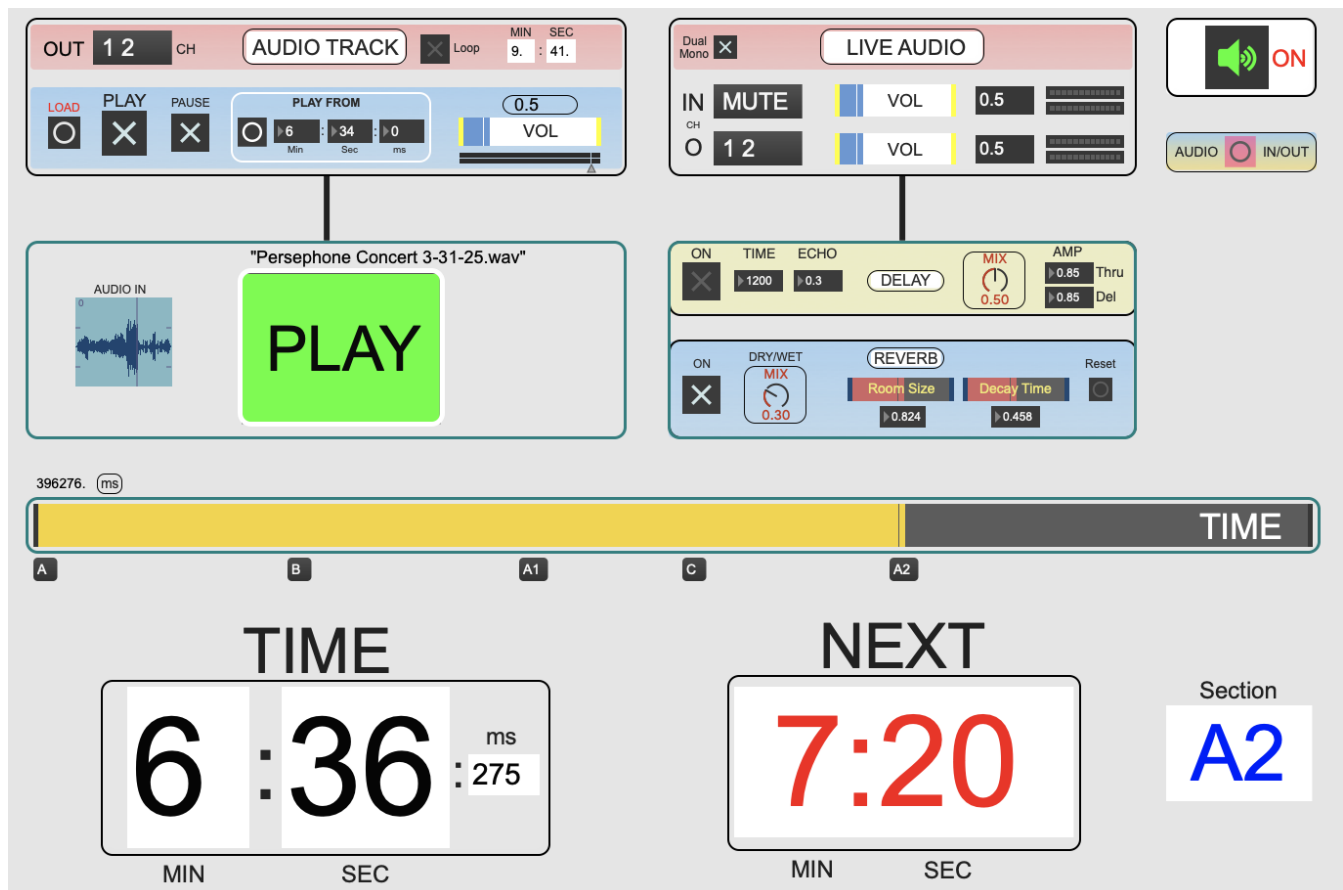 OUT 1 2 CH AUDIO TRACK Loop MIN SEC
9. : 41.
LOAD PLAY PAUSE PLAY FROM 0.5
6 : 34 : 0 VOL
Min Sec ms
Dual
Mono LIVE AUDIO
IN MUTE VOL 0.5
CH
O 1 2 VOL 0.5
ON
AUDIO IN/OUT
"Persephone Concert 3-31-25.wav"
AUDIO IN
0
PLAY
ON TIME ECHO DELAY MIX AMP
1200 0.3 0.50 0.85 Thru
0.85 Del
ON DRY/WET REVERB Reset
MIX Room Size Decay Time
0.30 0.824 0.458
396276. ms
TIME
A B A1 C A2
TIME
6 : 36 : ms
275
MIN SEC
NEXT
7:20
MIN SEC
Section
A2